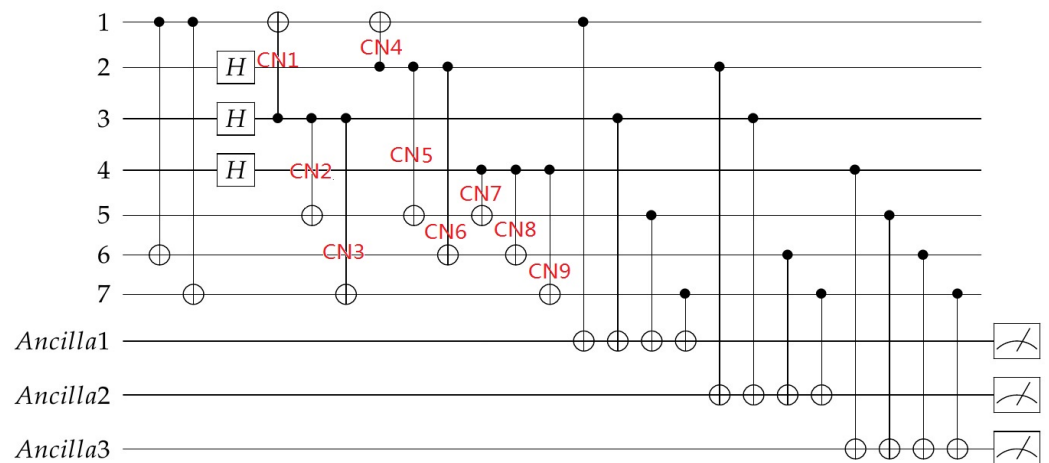 1
CN4
CN1
2 H
3 H
CN5
CN2
4 H
CN7
5
CN6 CN8
CN3
6
CN9
7
Ancilla1
Ancilla2
Ancilla3